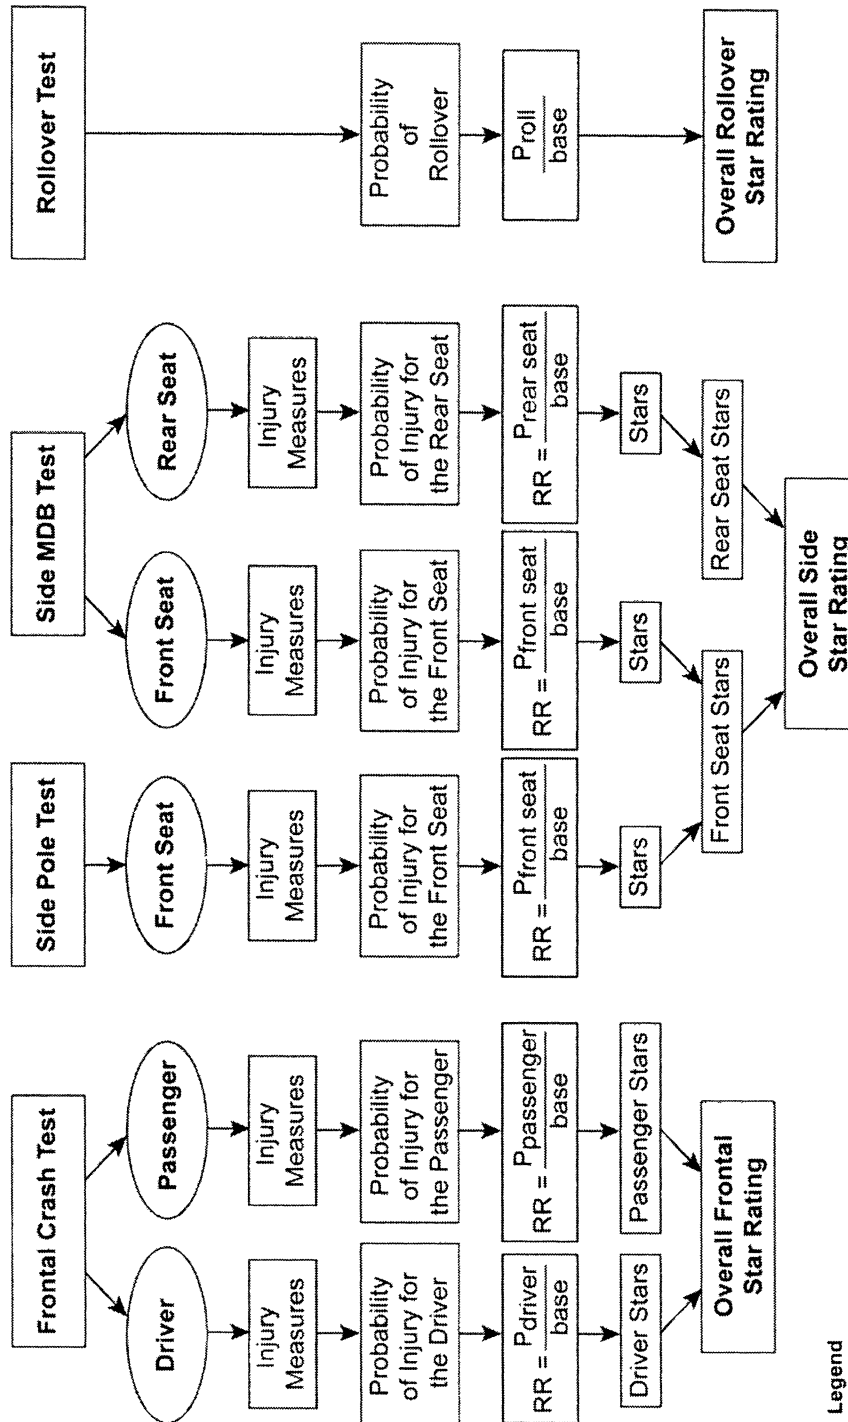 Frontal Crash Test
Driver
Injury
Measures
Probability
of Injury for
the Driver
RR = Pdriver
base
Driver Stars
Passenger
Injury
Measures
Probability
of Injury for
the Passenger
RR = Ppassenger
base
Passenger Stars
Overall Frontal
Star Rating
Side Pole Test
Front Seat
Injury
Measures
Probability
of Injury for
the Front Seat
RR = Pfront seat
base
Stars
Side MDB Test
Front Seat
Injury
Measures
Probability
of Injury for
the Front Seat
RR = Pfront seat
base
Stars
Front Seat Stars
Rear Seat
Injury
Measures
Probability
of Injury for
the Rear Seat
RR = Prear seat
base
Stars
Rear Seat Stars
Overall Side
Star Rating
Rollover Test
Probability
of
Rollover
Proll
base
Overall Rollover
Star Rating
Legend